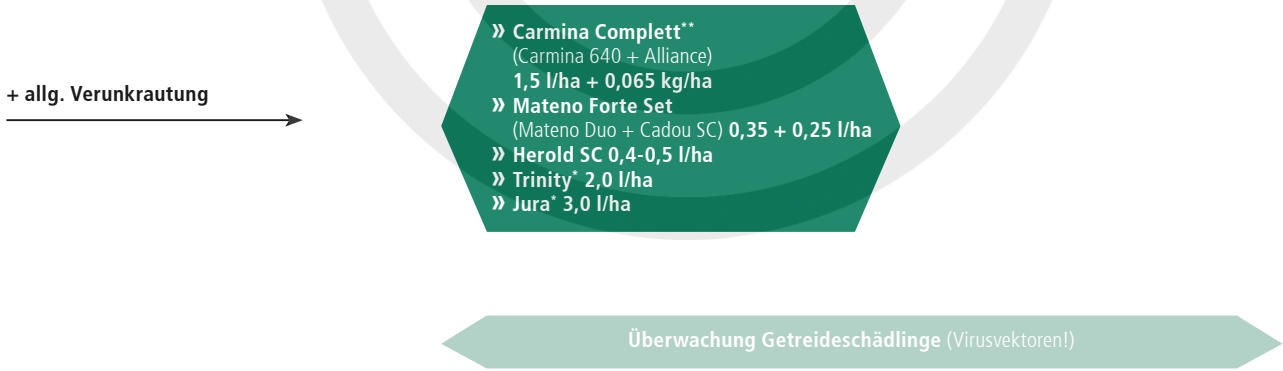 + allg. Verunkrautung
» Carmina Complett**
(Carmina 640 + Alliance)
1,5 l/ha + 0,065 kg/ha
» Mateno Forte Set
(Mateno Duo + Cadou SC) 0,35 + 0,25 l/ha
» Herold SC 0,4-0,5 l/ha
» Trinity* 2,0 l/ha
» Jura* 3,0 l/ha
Überwachung Getreideschädlinge (Virusvektoren!)